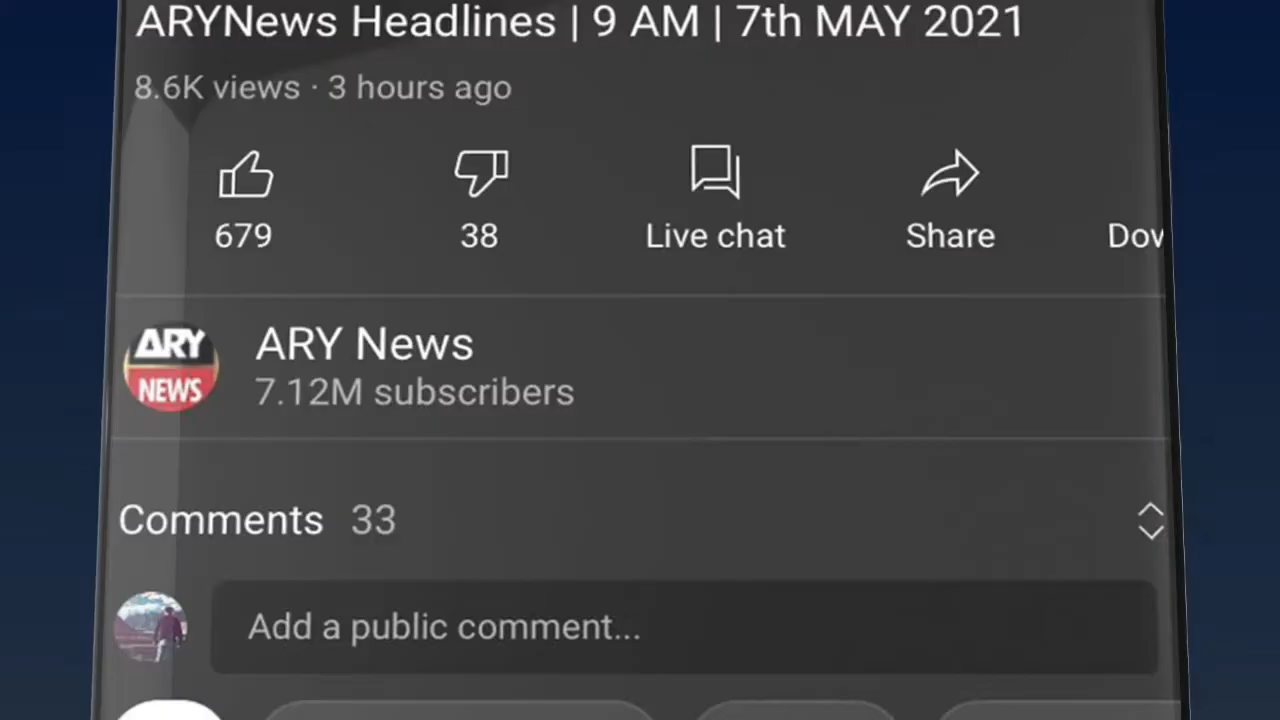 ARYNews Headlines | 9 AM | 7th MAY 2021
8.6K views · 3 hours ago
679
38
Live chat
Share
Dov
ARY
NEWS
ARY News
7.12M subscribers
Comments 33
Add a public comment...